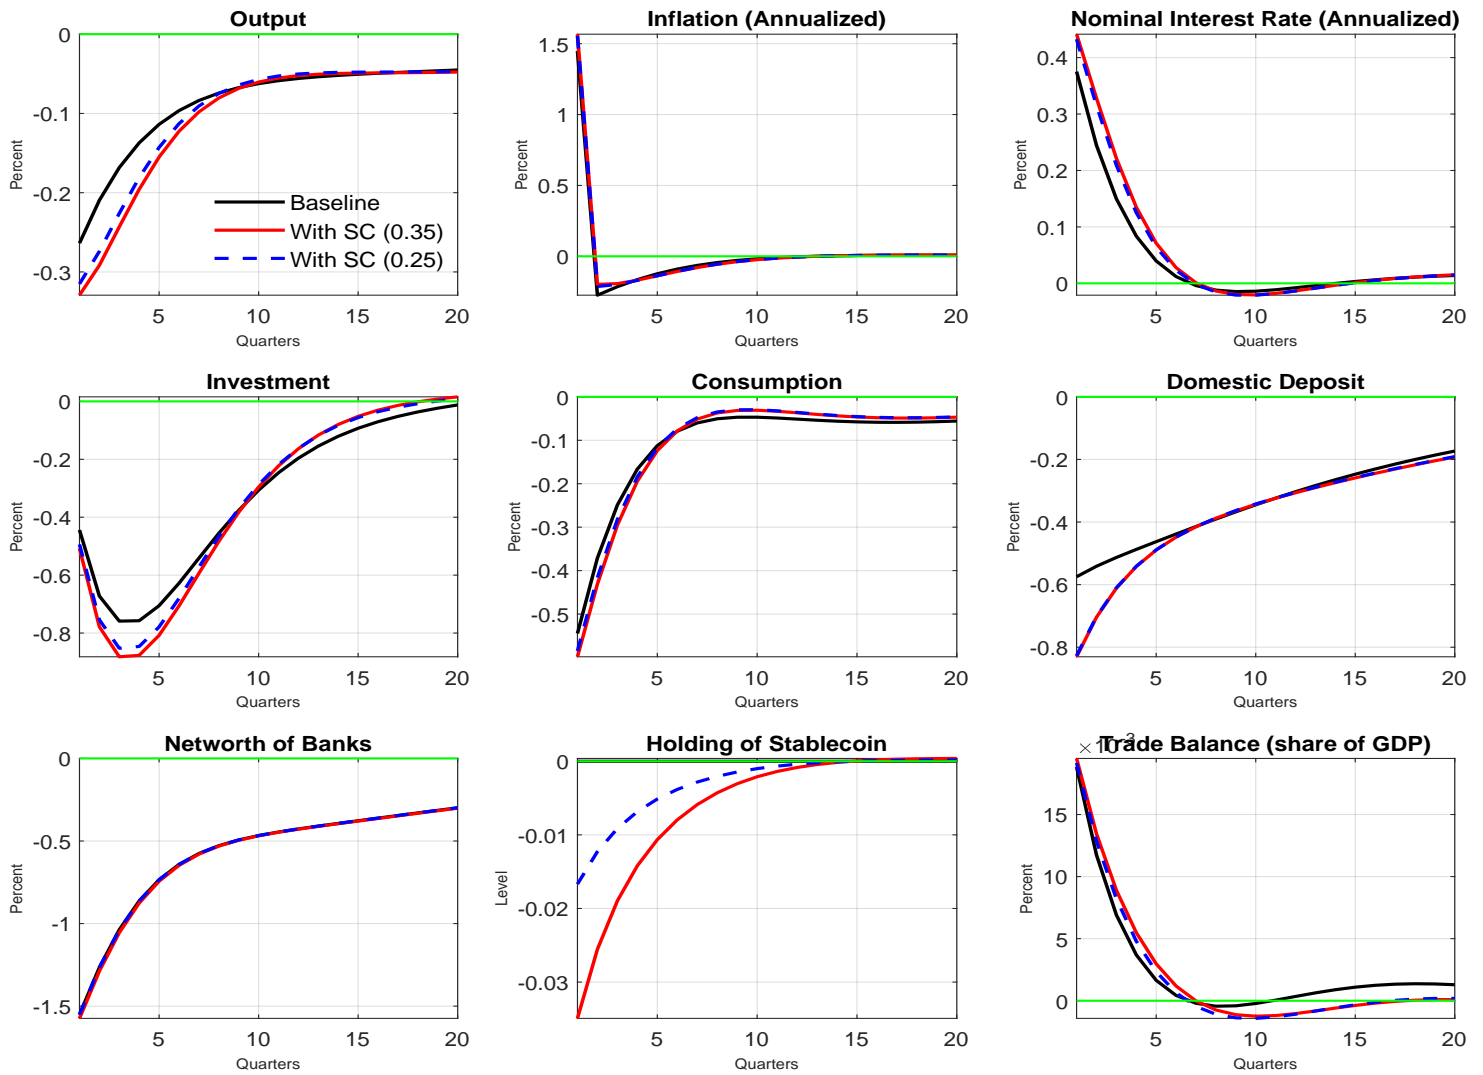 Output
0
-0.1
-0.2
-0.3
Percent
Baseline
With SC (0.35)
With SC (0.25)
5
10
15
20
Quarters
Inflation (Annualized)
1.5
1
0.5
0
Percent
5
10
15
20
Quarters
Nominal Interest Rate (Annualized)
0.4
0.3
0.2
0.1
0
Percent
5
10
15
20
Quarters
Investment
0
-0.2
-0.4
-0.6
-0.8
Percent
5
10
15
20
Quarters
Consumption
0
-0.1
-0.2
-0.3
-0.4
-0.5
Percent
5
10
15
20
Quarters
Domestic Deposit
0
-0.2
-0.4
-0.6
-0.8
Percent
5
10
15
20
Quarters
Networth of Banks
0
-0.5
-1
-1.5
Percent
5
10
15
20
Quarters
Holding of Stablecoin
0
-0.01
-0.02
-0.03
Level
5
10
15
20
Quarters
Trade Balance (share of GDP)
×10-3
15
10
5
0
Percent
5
10
15
20
Quarters